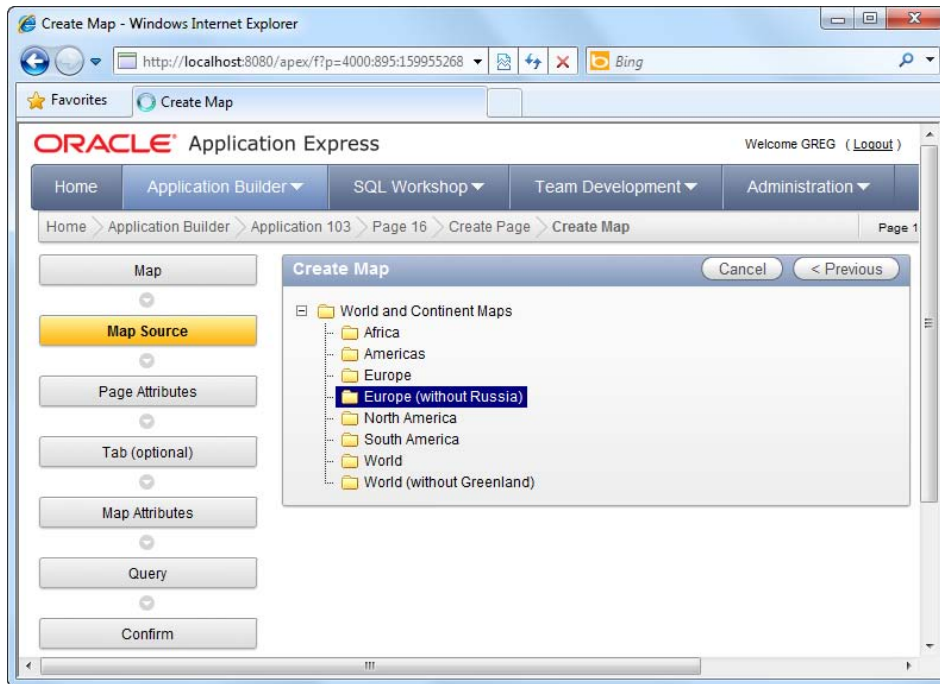 Create Map - Windows Internet Explorer
http://localhost:8080/apex/f?p=4000:895:159955268
Bing
Favorites
Create Map
ORACLE® Application Express
Welcome GREG ( Logout )
Home Application Builder SQL Workshop Team Development Administration
Home Application Builder Application 103 Page 16 Create Page Create Map Page 1
Map
Map Source
Page Attributes
Tab (optional)
Map Attributes
Query
Confirm
Create Map
Cancel < Previous
World and Continent Maps
Africa
Americas
Europe
Europe (without Russia)
North America
South America
World
World (without Greenland)